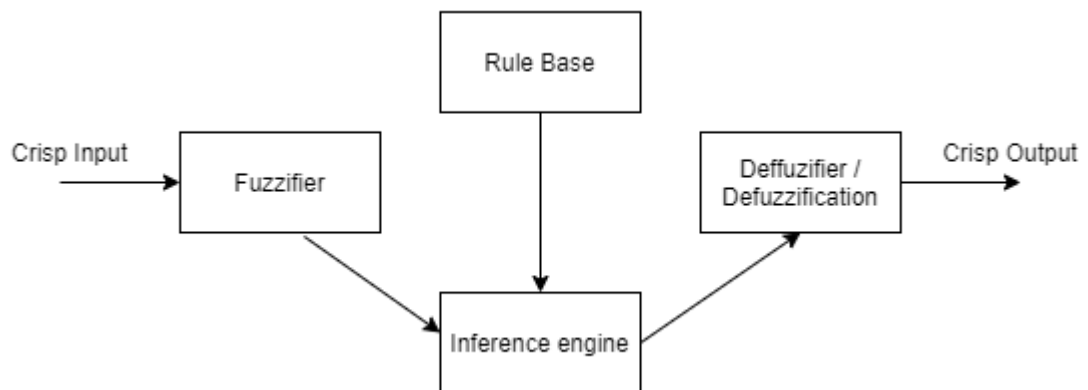 Rule Base
Crisp Input
Fuzzifier
Deffuzifier /
Defuzzification
Crisp Output
Inference engine